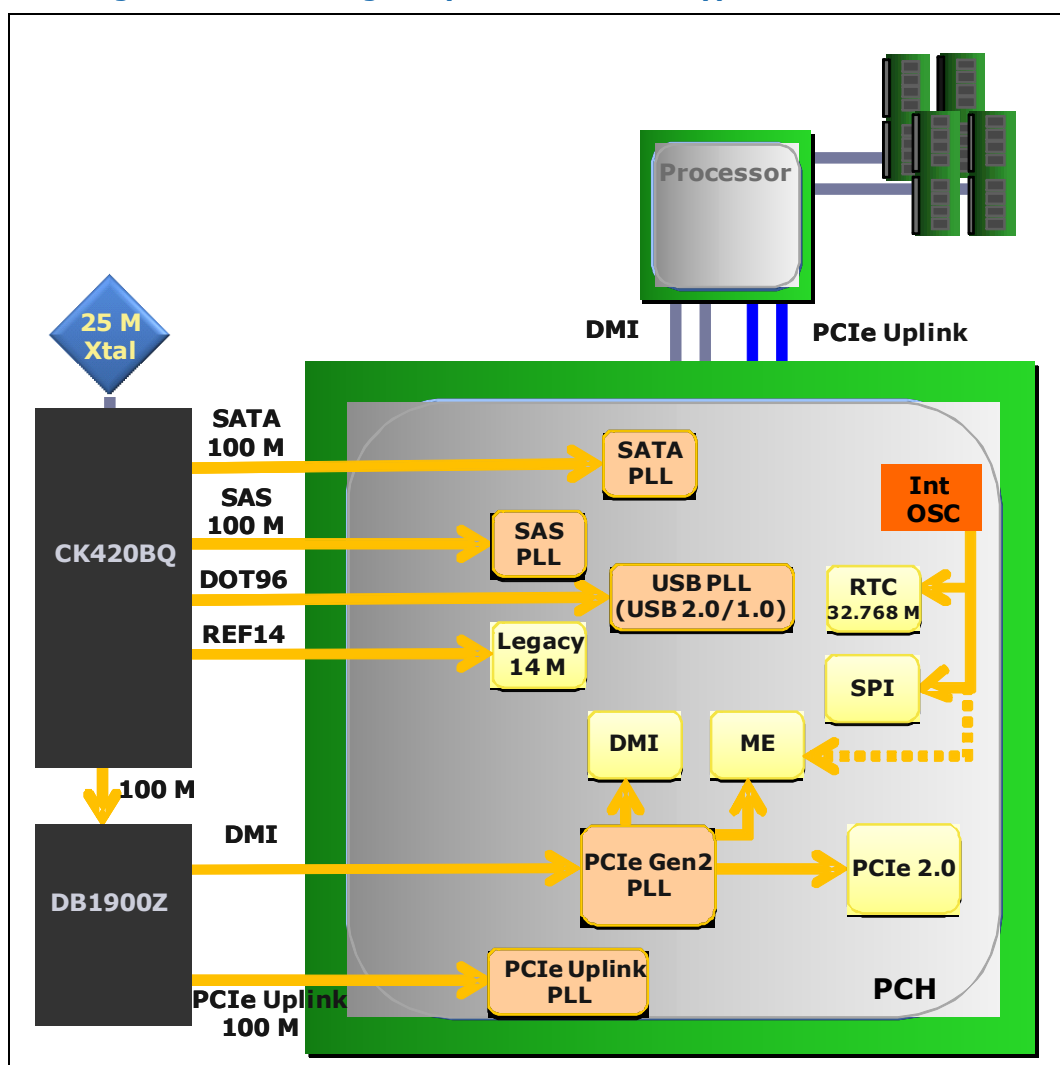 Processor
DMI
PCIe Uplink
25 M
Xtal
SATA
100 M
SATA
PLL
Int
OSC
SAS
100 M
SAS
PLL
CK420BQ
DOT96
USB PLL
(USB 2.0/1.0)
RTC
32.768 M
REF14
Legacy
14 M
SPI
DMI
ME
100 M
DMI
PCIe Gen2
PLL
PCIe 2.0
DB1900Z
PCIe Uplink
PLL
PCH
PCIe Uplink
100 M